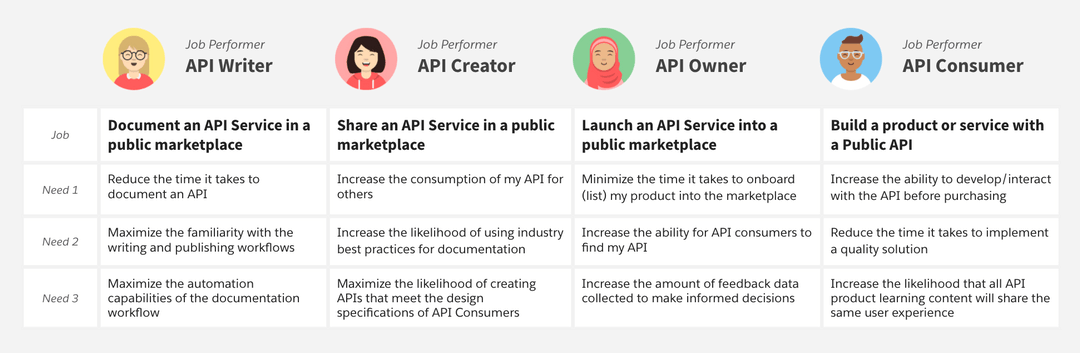 Job Performer
API Writer
Job Performer
API Creator
Job Performer
API Owner
Job Performer
API Consumer
Job
Document an API Service in a
public marketplace
Share an API Service in a public
marketplace
Launch an API Service into a
public marketplace
Build a product or service with
a Public API
Need 1
Reduce the time it takes to
document an API
Increase the consumption of my API for
others
Minimize the time it takes to onboard
(list) my product into the marketplace
Increase the ability to develop/interact
with the API before purchasing
Need 2
Maximize the familiarity with the
writing and publishing workflows
Increase the likelihood of using industry
best practices for documentation
Increase the ability for API consumers to
find my API
Reduce the time it takes to implement
a quality solution
Need 3
Maximize the automation
capabilities of the documentation
workflow
Maximize the likelihood of creating
APIs that meet the design
specifications of API Consumers
Increase the amount of feedback data
collected to make informed decisions
Increase the likelihood that all API
product learning content will share the
same user experience